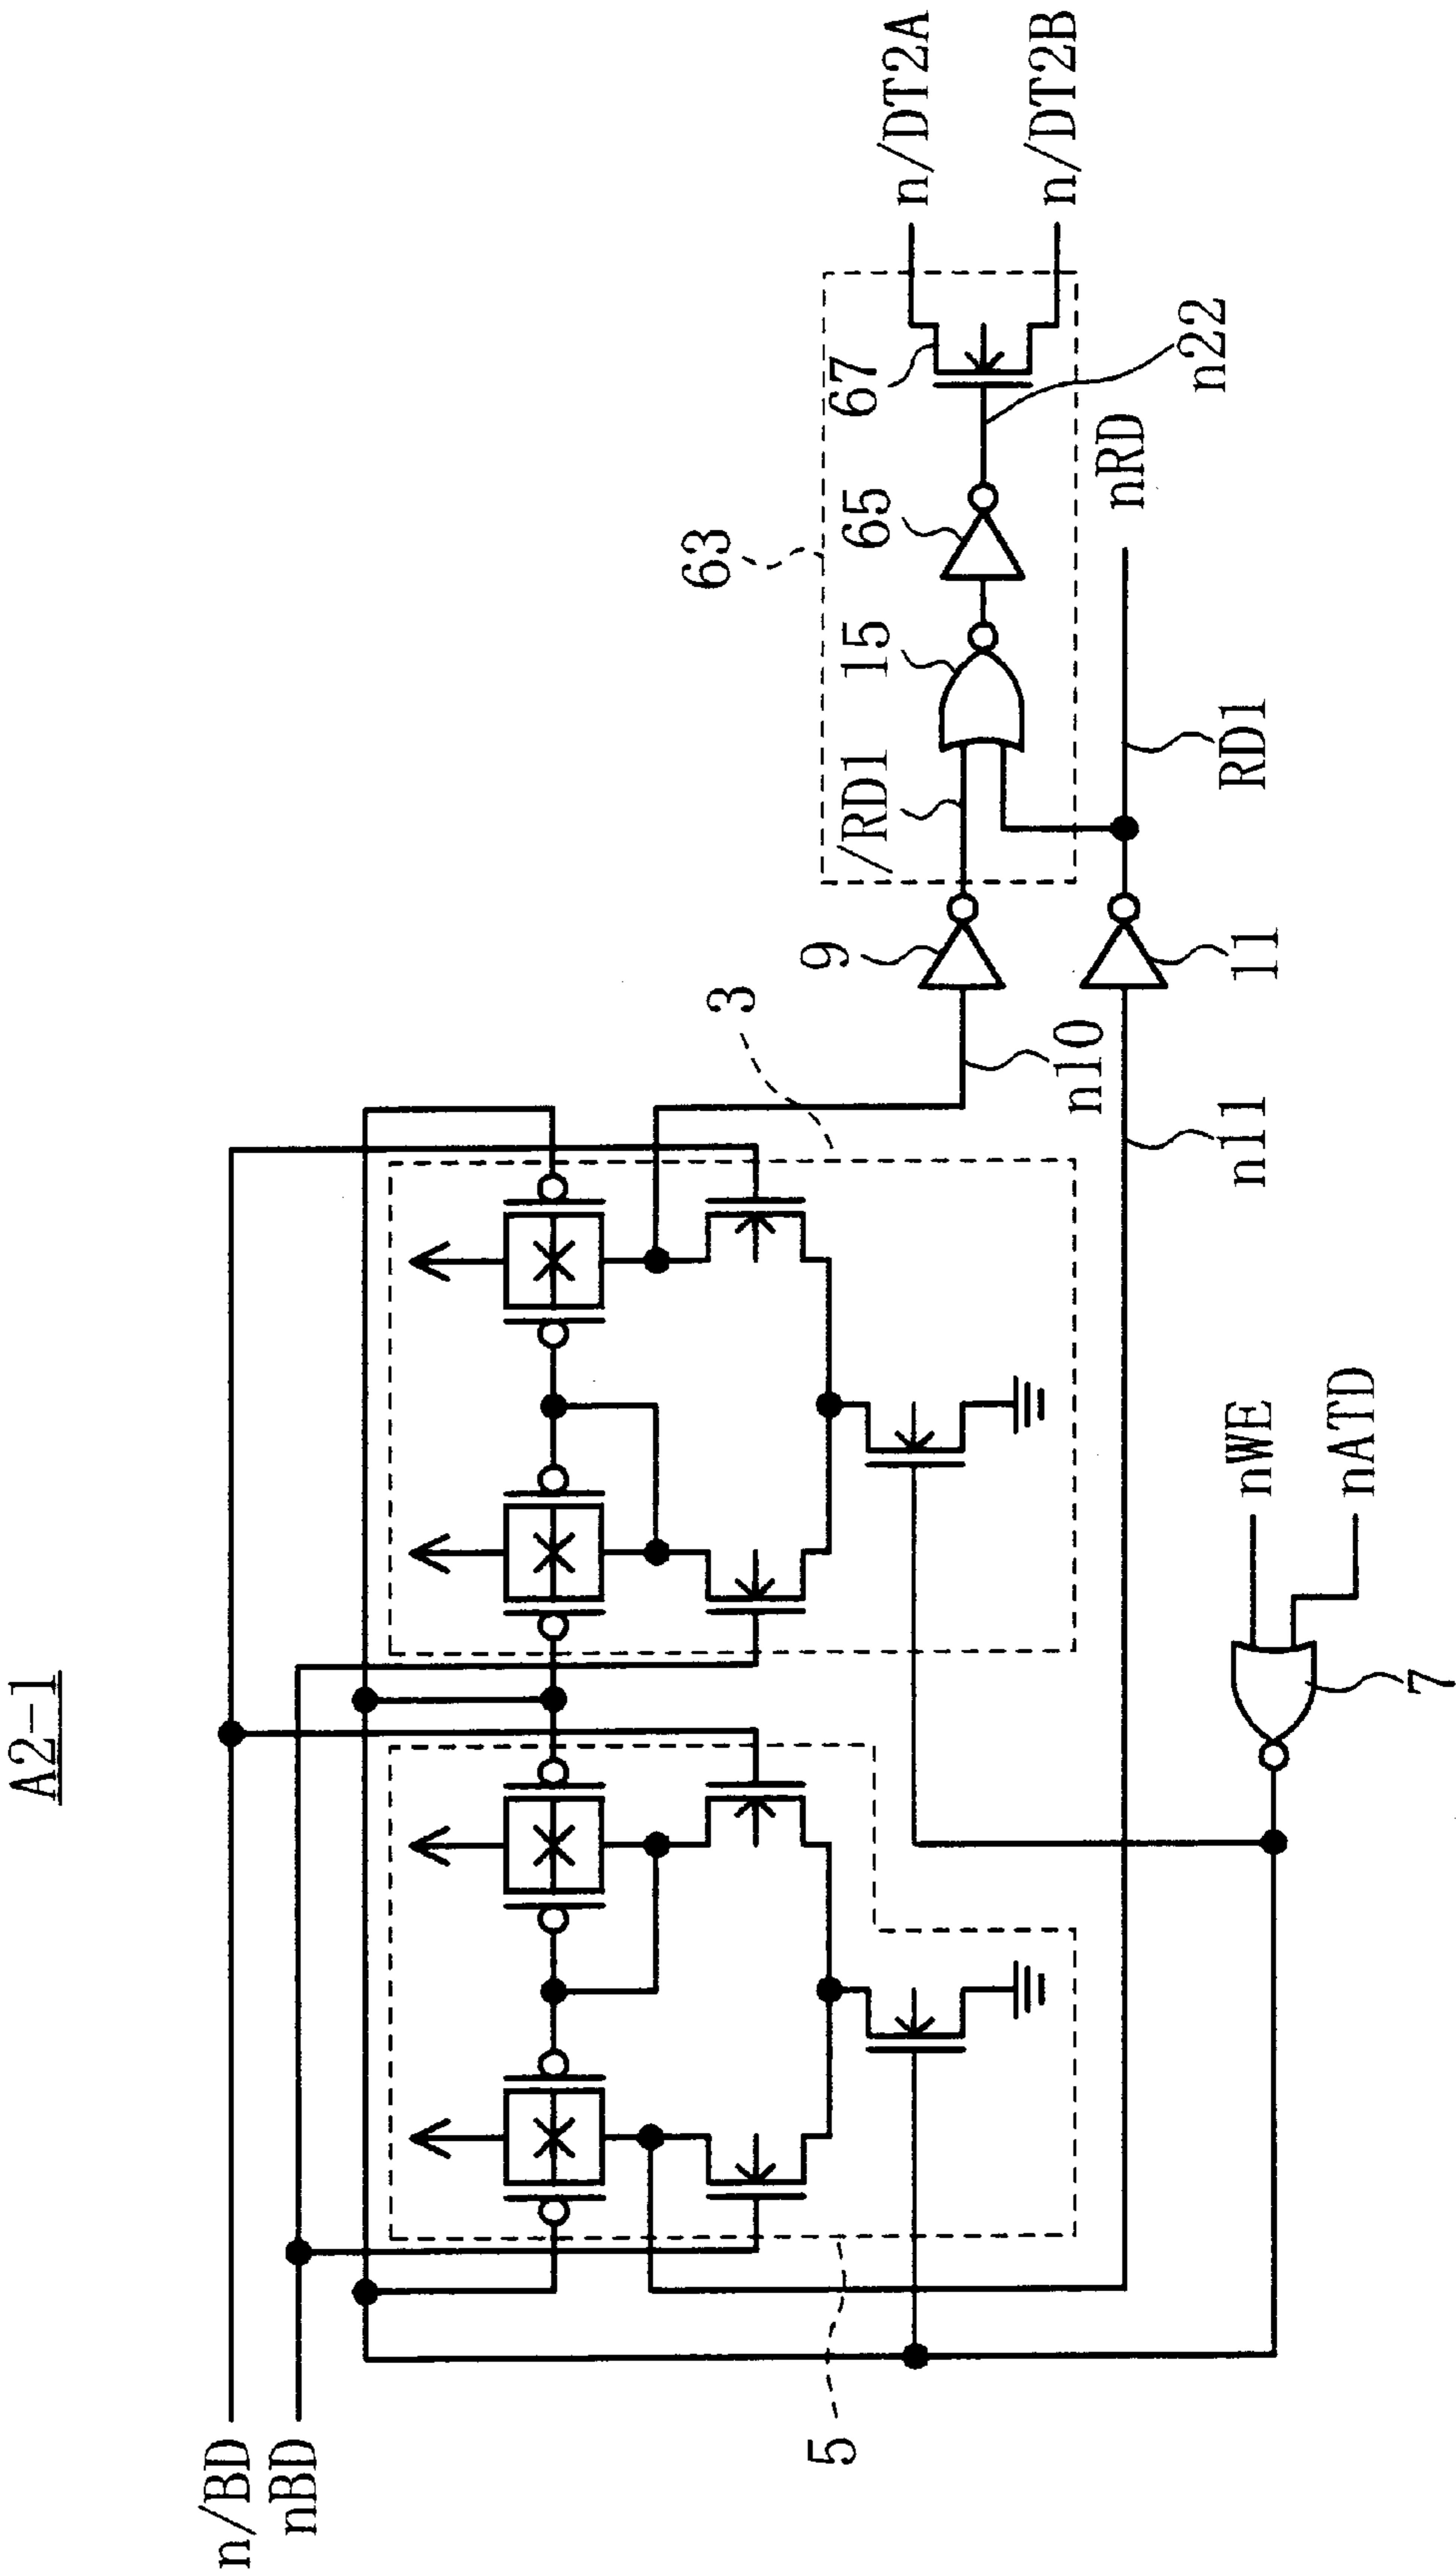 A2-1
n/BD
nBD
5
3
n10
n11
9
11
/RD1
RD1
15
63
65
67
n22
nRD
n/DT2A
n/DT2B
nWE
nATD
7